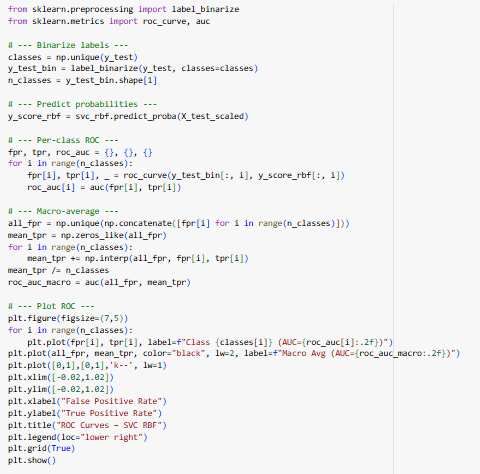 from sklearn.preprocessing import label_binarize
from sklearn.metrics import roc_curve, auc
# --- Binarize labels ---
classes = np.unique(y_test)
y_test_bin = label_binarize(y_test, classes=classes)
n_classes = y_test_bin.shape[1]
# --- Predict probabilities ---
y_score_rbf = svc_rbf.predict_proba(X_test_scaled)
# --- Per-class ROC ---
fpr, tpr, roc_auc = {}, {}, {}
for i in range(n_classes):
    fpr[i], tpr[i], _ = roc_curve(y_test_bin[:, i], y_score_rbf[:, i])
    roc_auc[i] = auc(fpr[i], tpr[i])
# --- Macro-average ---
all_fpr = np.unique(np.concatenate([fpr[i] for i in range(n_classes)]))
mean_tpr = np.zeros_like(all_fpr)
for i in range(n_classes):
    mean_tpr += np.interp(all_fpr, fpr[i], tpr[i])
mean_tpr /= n_classes
roc_auc_macro = auc(all_fpr, mean_tpr)
# --- Plot ROC ---
plt.figure(figsize=(7,5))
for i in range(n_classes):
    plt.plot(fpr[i], tpr[i], label=f"Class {classes[i]} (AUC={roc_auc[i]:.2f})")
plt.plot(all_fpr, mean_tpr, color="black", lw=2, label=f"Macro Avg (AUC={roc_auc_macro:.2f})")
plt.plot([0,1],[0,1],'k--', lw=1)
plt.xlim([-0.02,1.02])
plt.ylim([-0.02,1.02])
plt.xlabel("False Positive Rate")
plt.ylabel("True Positive Rate")
plt.title("ROC Curves – SVC RBF")
plt.legend(loc="lower right")
plt.grid(True)
plt.show()